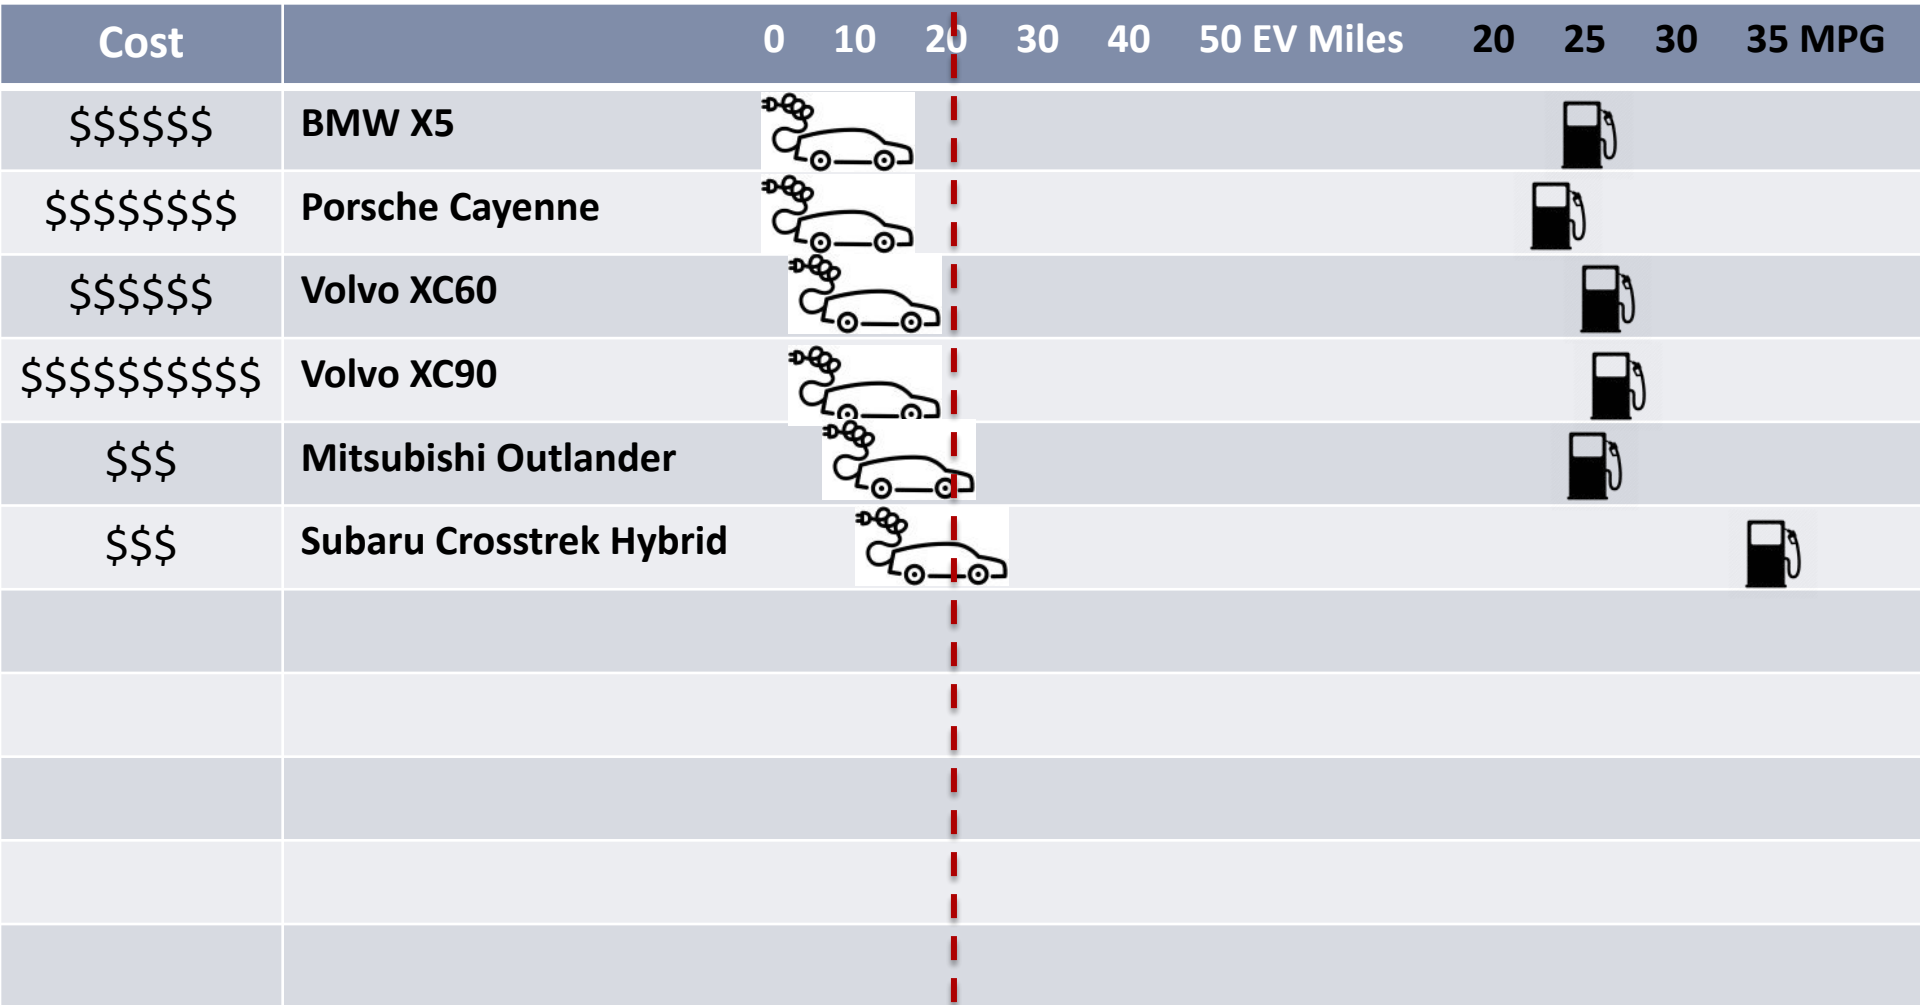 Cost 0 10 20 30 40 50 EV Miles 20 25 30 35 MPG
$$$$$$ BMW X5
$$$$$$$$ Porsche Cayenne
$$$$$$ Volvo XC60
$$$$$$$$$$ Volvo XC90
$$$ Mitsubishi Outlander
$$$ Subaru Crosstrek Hybrid